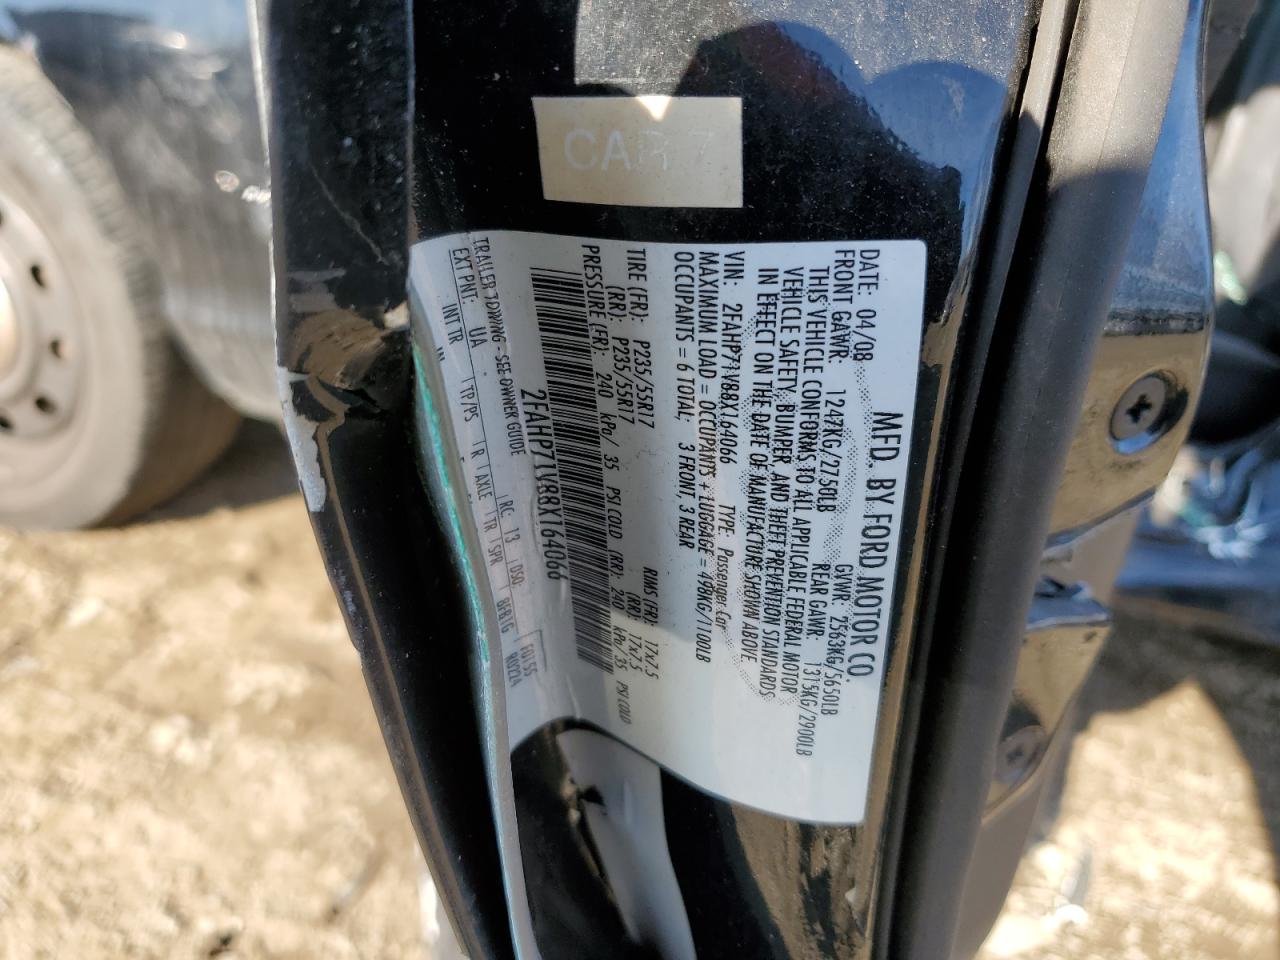 CAR 7
MFD. BY FORD MOTOR CO.
DATE: 04/08 GVWR: 2563KG/5650LB
FRONT GAWR: 1247KG/2750LB REAR GAWR: 1315KG/2900LB
THIS VEHICLE CONFORMS TO ALL APPLICABLE FEDERAL MOTOR
VEHICLE SAFETY, BUMPER, AND THEFT PREVENTION STANDARDS
IN EFFECT ON THE DATE OF MANUFACTURE SHOWN ABOVE
VIN: 2FAHP71V88X164066 TYPE: Passenger Car
MAXIMUM LOAD = OCCUPANTS + LUGGAGE = 498KG/1100LB
OCCUPANTS = 6 TOTAL: 3 FRONT, 3 REAR
TIRE (FR): P235/55R17 RIMS (FR): 17x7.5
(RR): P235/55R17 (RR): 17x7.5
PRESSURE (FR): 240 kPa/ 35 PSI COLD (RR): 240 kPa/ 35 PSI COLD
2FAHP71V88X164066
TRAILER TOWING - SEE OWNER GUIDE
EXT PNT: UA RC: 13 DSO: FOU 55
INT TR TP/PS R AXLE TR SPR 8F81G R0224